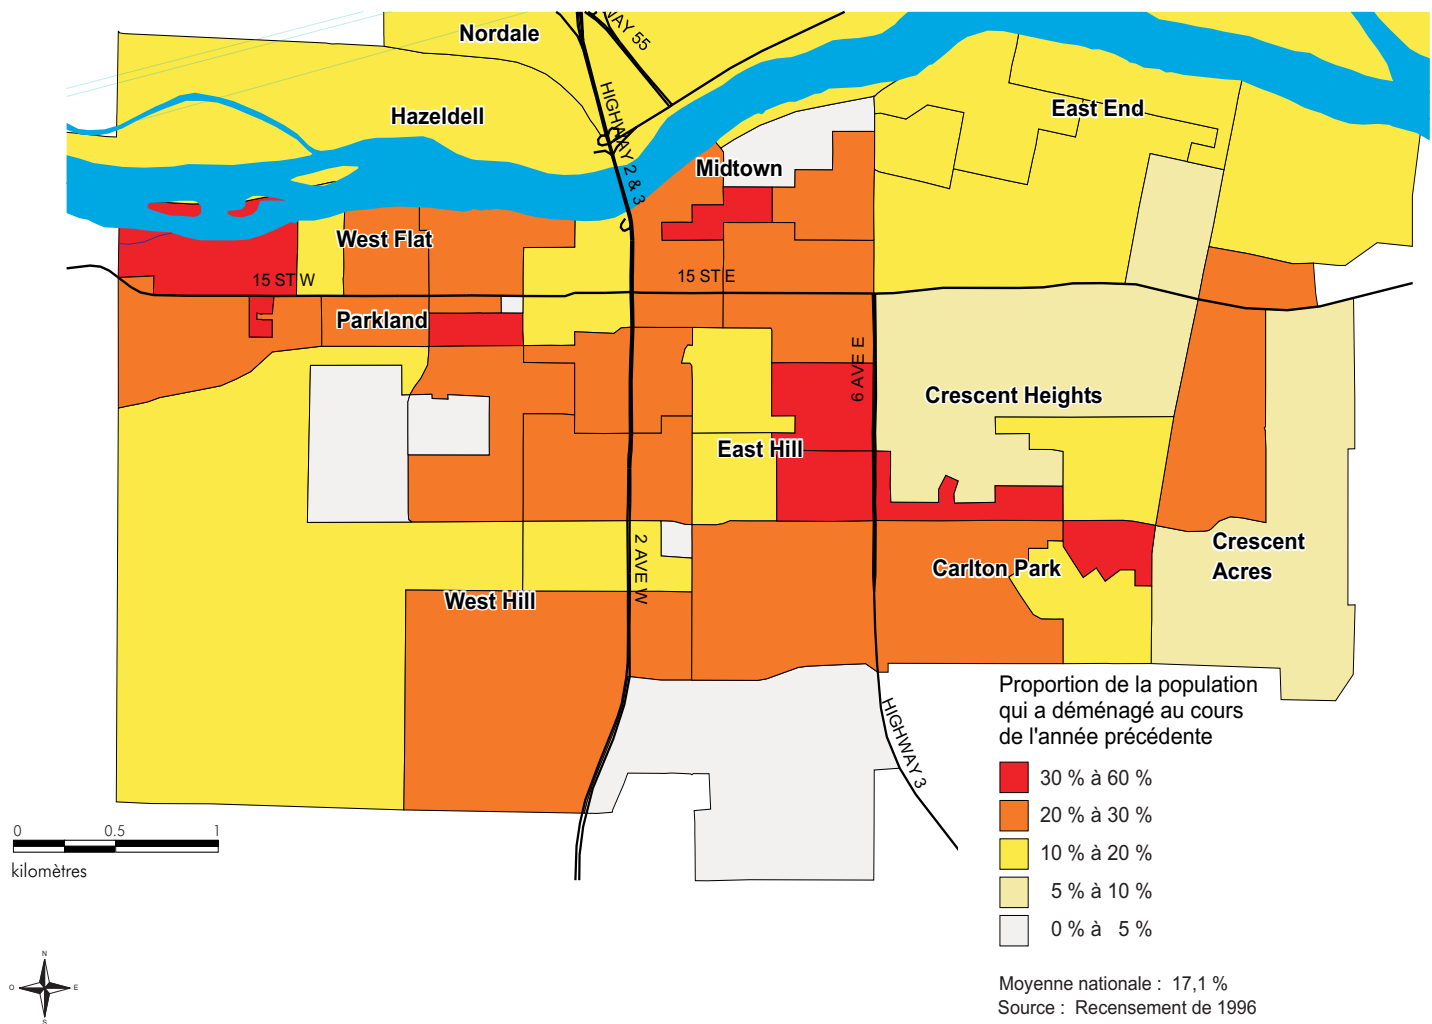 Nordale
WAY 55
Hazeldell
HIGHWAY 2 & 3
East End
Midtown
West Flat
15 ST W
15 ST E
Parkland
6 AVE E
Crescent Heights
East Hill
2 AVE W
Carlton Park
Crescent
Acres
West Hill
HIGHWAY 3
Proportion de la population
qui a déménagé au cours
de l'année précédente
30 % à 60 %
20 % à 30 %
10 % à 20 %
5 % à 10 %
0 % à 5 %
0 0.5 1
kilomètres
N
O E
S
Moyenne nationale : 17,1 %
Source : Recensement de 1996